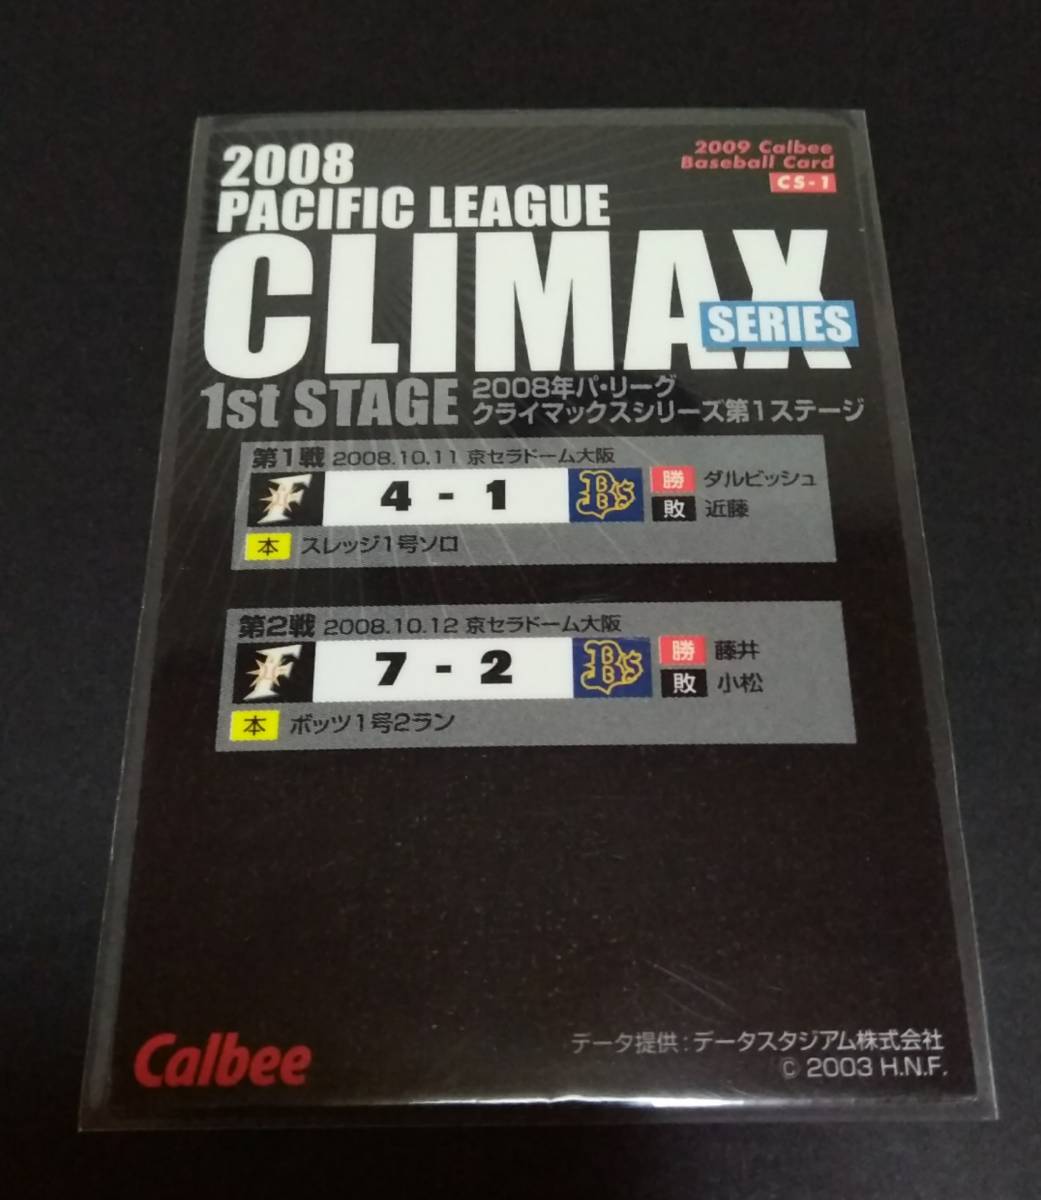 2008
PACIFIC LEAGUE
CLIMAX
SERIES
2009 Calbee
Baseball Card
CS-1
1st STAGE
2008年パ・リーグ
クライマックスシリーズ第1ステージ
第1戦 2008.10.11 京セラドーム大阪
F 4 - 1 Bs
勝 ダルビッシュ
敗 近藤
本 スレッジ1号ソロ
第2戦 2008.10.12 京セラドーム大阪
F 7 - 2 Bs
勝 藤井
敗 小松
本 ボッツ1号2ラン
Calbee
データ提供:データスタジアム株式会社
© 2003 H.N.F.